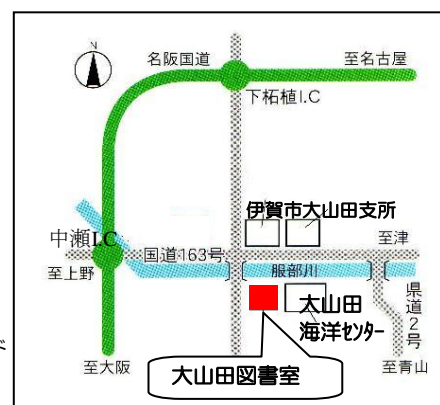 N
名阪国道
至名古屋
下柘植I.C
伊賀市大山田支所
中瀬I.C
国道163号
至津
至上野
服部川
大山田
海洋センター
県道2号
ド
大山田図書室
至大阪
至青山